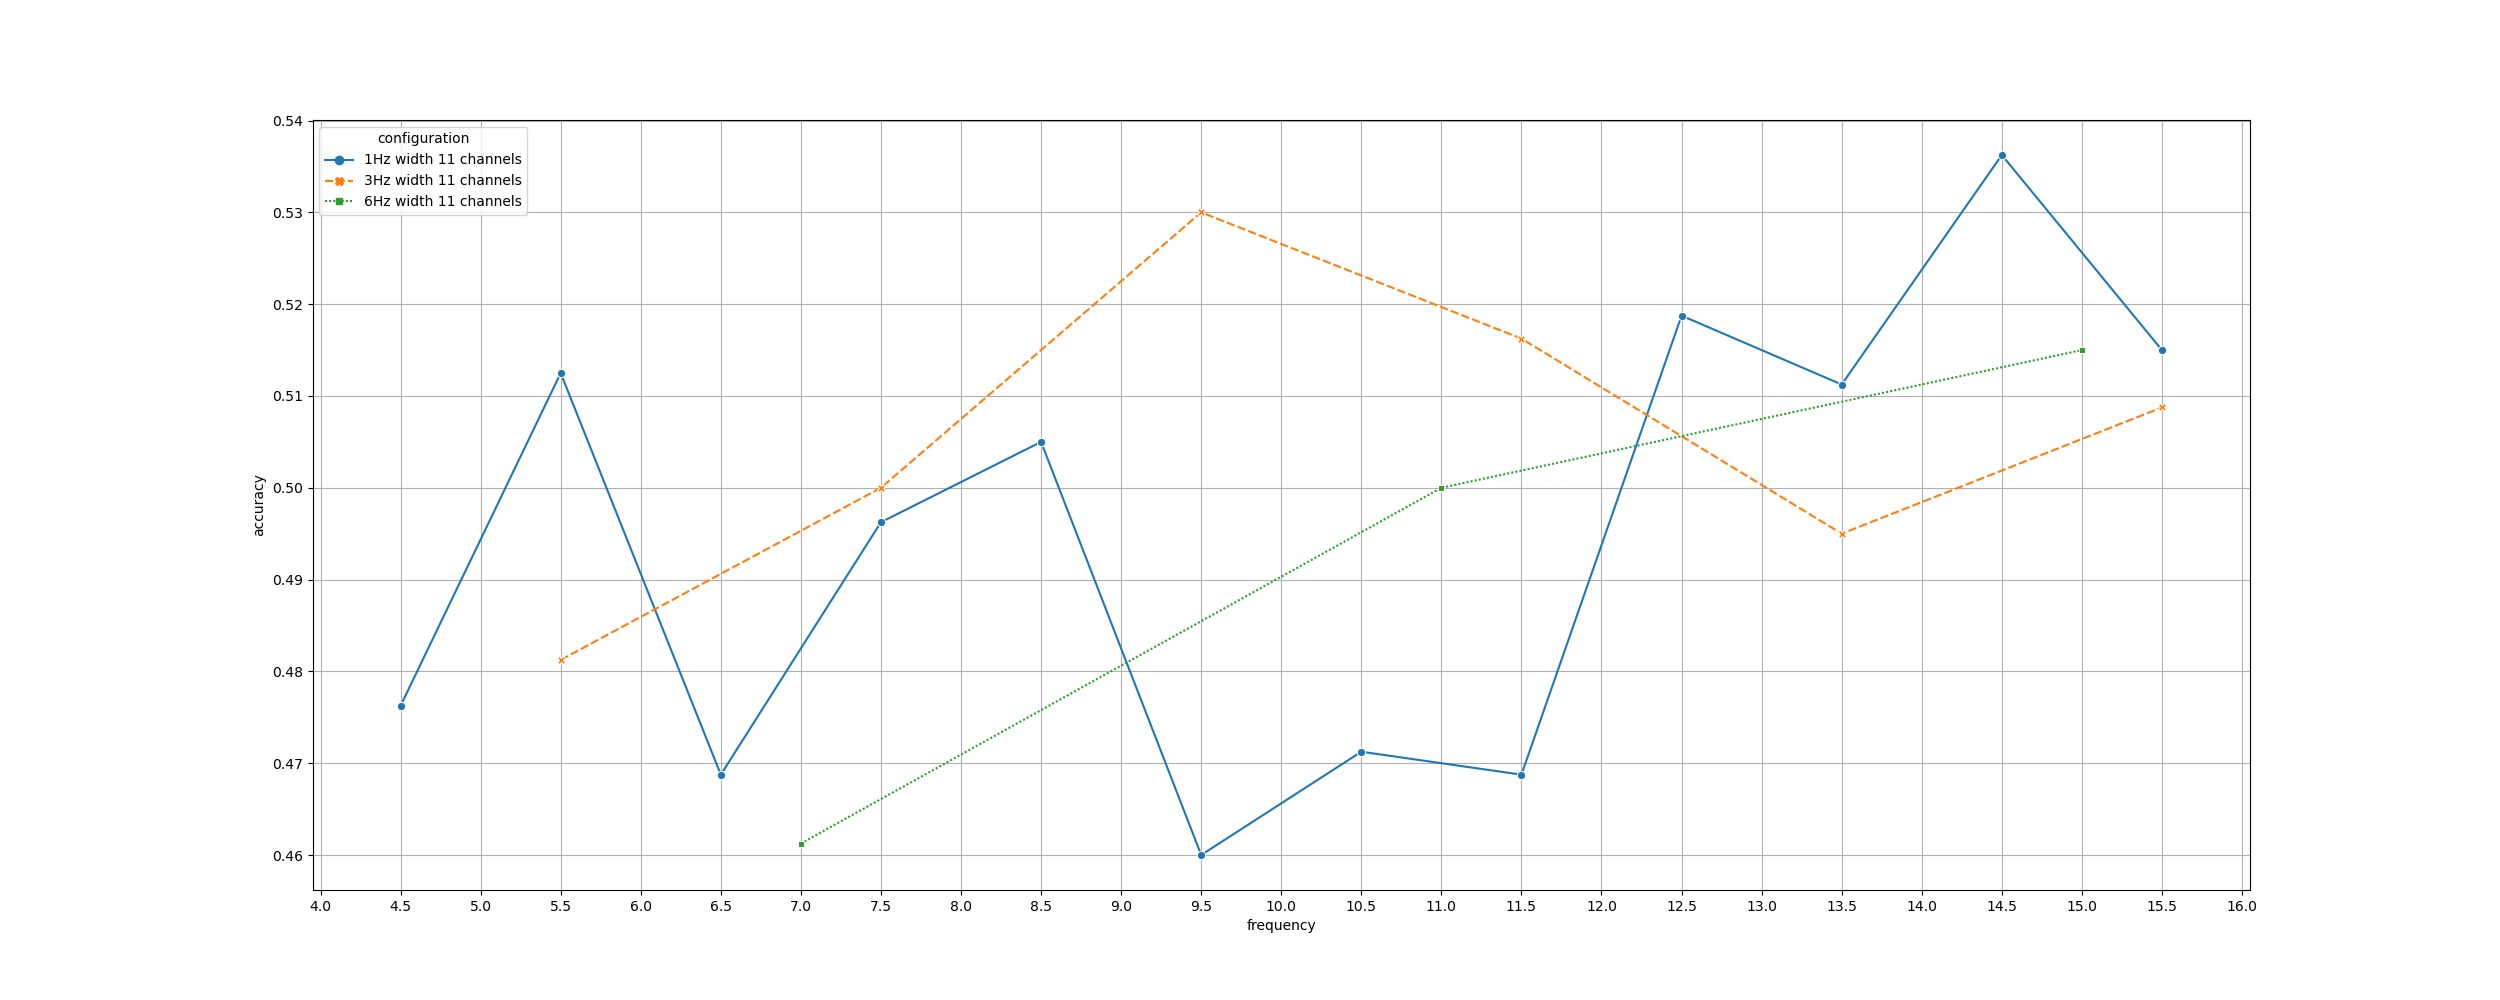 configuration
1Hz width 11 channels
3Hz width 11 channels
6Hz width 11 channels
0.54
0.53
0.52
0.51
0.50
0.49
0.48
0.47
0.46
accuracy
4.0 4.5 5.0 5.5 6.0 6.5 7.0 7.5 8.0 8.5 9.0 9.5 10.0 10.5 11.0 11.5 12.0 12.5 13.0 13.5 14.0 14.5 15.0 15.5 16.0
frequency